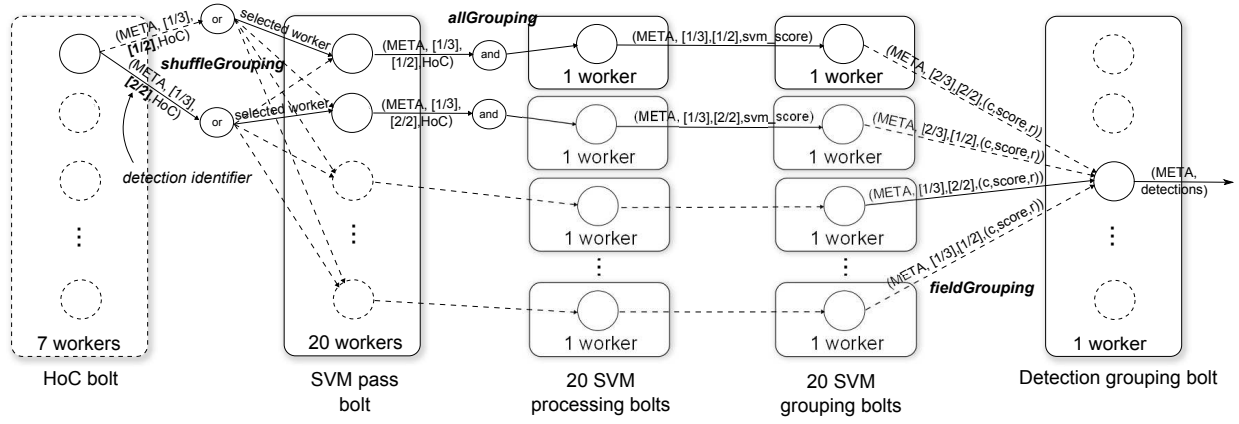 (META, [1/3],
[1/2],HoC)
or
selected worker
shuffleGrouping
(META, [1/3],
[2/2],HoC)
or
selected worker
detection identifier
⋮
7 workers
HoC bolt
(META, [1/3],
[1/2],HoC)
and
allGrouping
(META, [1/3],
[2/2],HoC)
and
⋮
20 workers
SVM pass
bolt
1 worker
1 worker
1 worker
⋮
1 worker
20 SVM
processing bolts
(META, [1/3],[1/2],svm_score)
(META, [1/3],[2/2],svm_score)
1 worker
1 worker
1 worker
⋮
1 worker
20 SVM
grouping bolts
(META, [2/3],[2/2],(c,score,r))
(META, [2/3],[1/2],(c,score,r))
(META, [1/3],[2/2],(c,score,r))
(META, [1/3],[1/2],(c,score,r))
fieldGrouping
(META,
detections)
⋮
1 worker
Detection grouping bolt